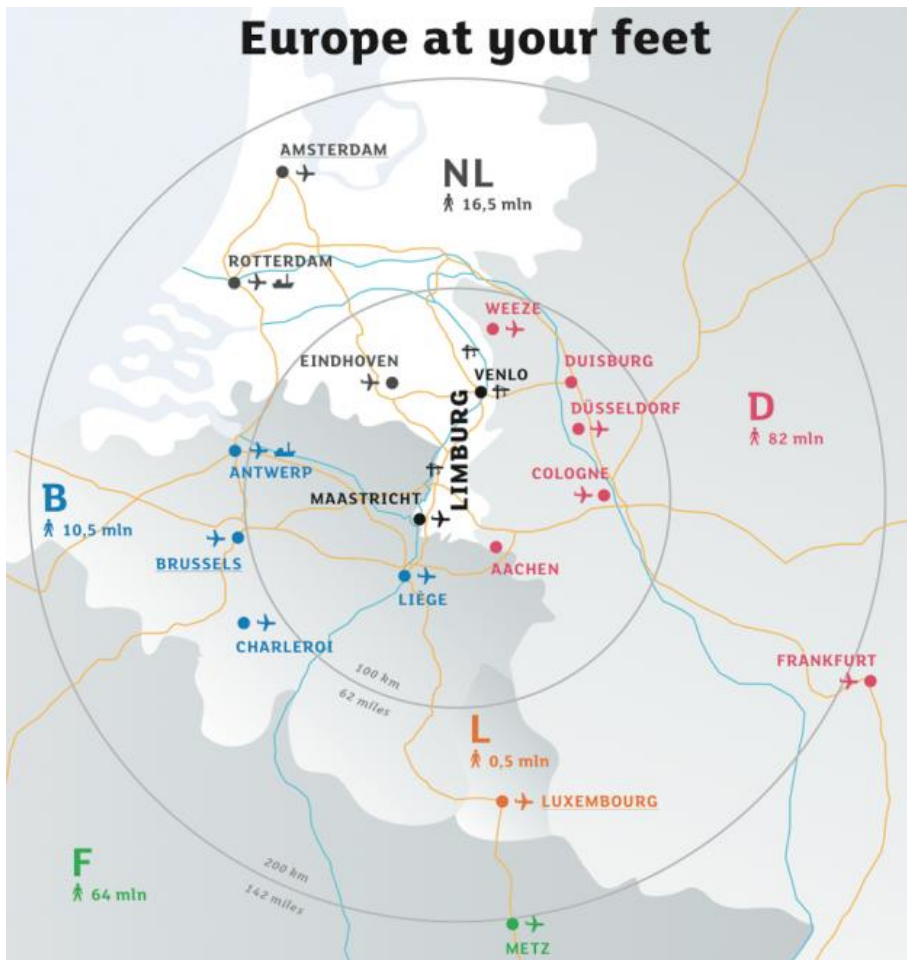 Europe at your feet
AMSTERDAM
NL
16,5 mln
ROTTERDAM
WEEZE
EINDHOVEN
VENLO
DUISBURG
LIMBURG
DÜSSELDORF
D
82 mln
ANTWERP
COLOGNE
B
10,5 mln
MAASTRICHT
BRUSSELS
AACHEN
LIÈGE
CHARLEROI
100 km
62 miles
FRANKFURT
L
0,5 mln
LUXEMBOURG
F
64 mln
200 km
142 miles
METZ